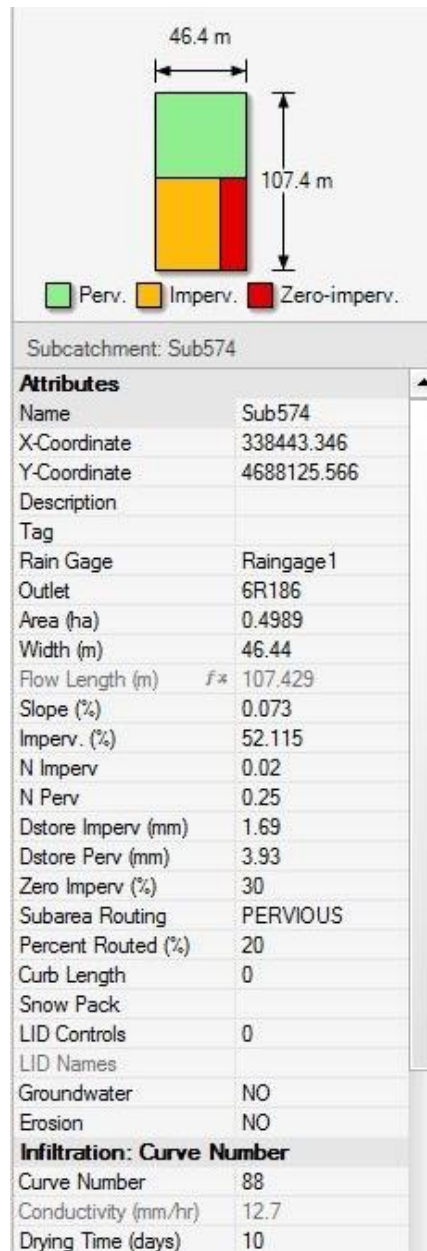 46.4 m
107.4 m
Perv. Imperv. Zero-imperv.
Subcatchment: Sub574
Attributes
Name Sub574
X-Coordinate 338443.346
Y-Coordinate 4688125.566
Description
Tag
Rain Gage Raingage1
Outlet 6R186
Area (ha) 0.4989
Width (m) 46.44
Flow Length (m) fx 107.429
Slope (%) 0.073
Imperv. (%) 52.115
N Imperv 0.02
N Perv 0.25
Dstore Imperv (mm) 1.69
Dstore Perv (mm) 3.93
Zero Imperv (%) 30
Subarea Routing PERVIOUS
Percent Routed (%) 20
Curb Length 0
Snow Pack
LID Controls 0
LID Names
Groundwater NO
Erosion NO
Infiltration: Curve Number
Curve Number 88
Conductivity (mm/hr) 12.7
Drying Time (days) 10